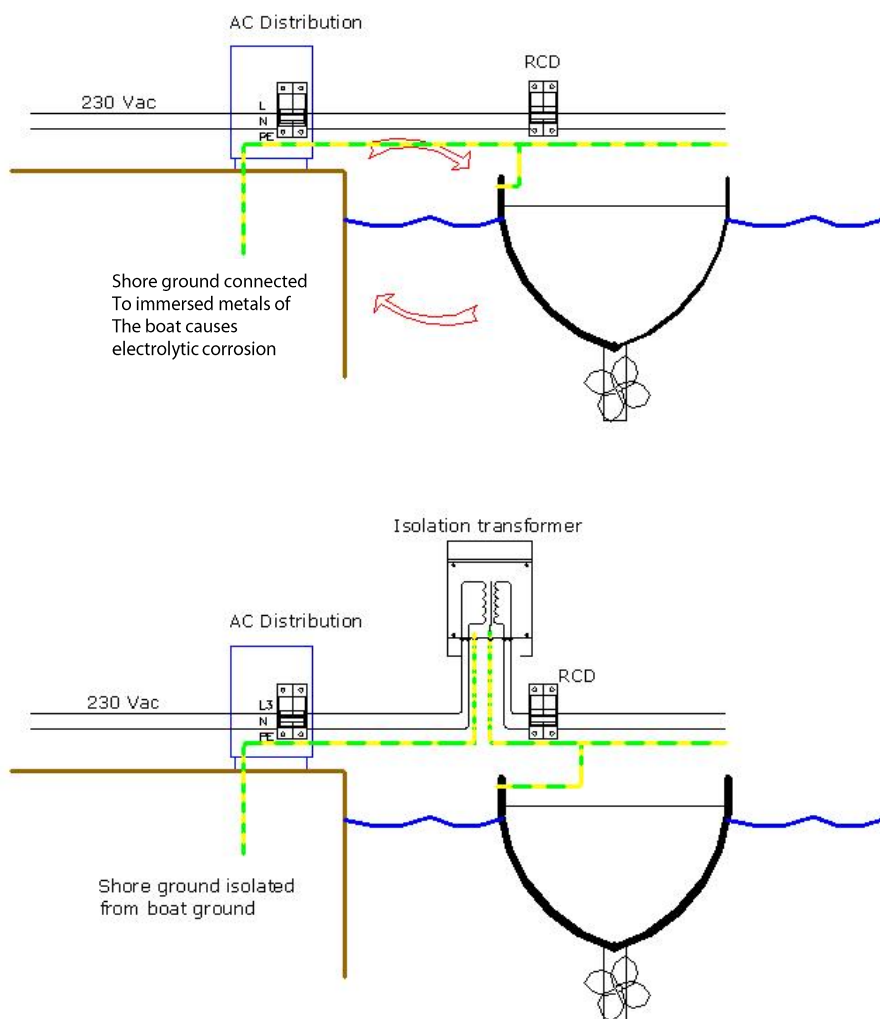 AC Distribution
RCD
230 Vac
L
N
PE
Shore ground connected
To immersed metals of
The boat causes
electrolytic corrosion
Isolation transformer
AC Distribution
RCD
230 Vac
L3
N
PE
Shore ground isolated
from boat ground